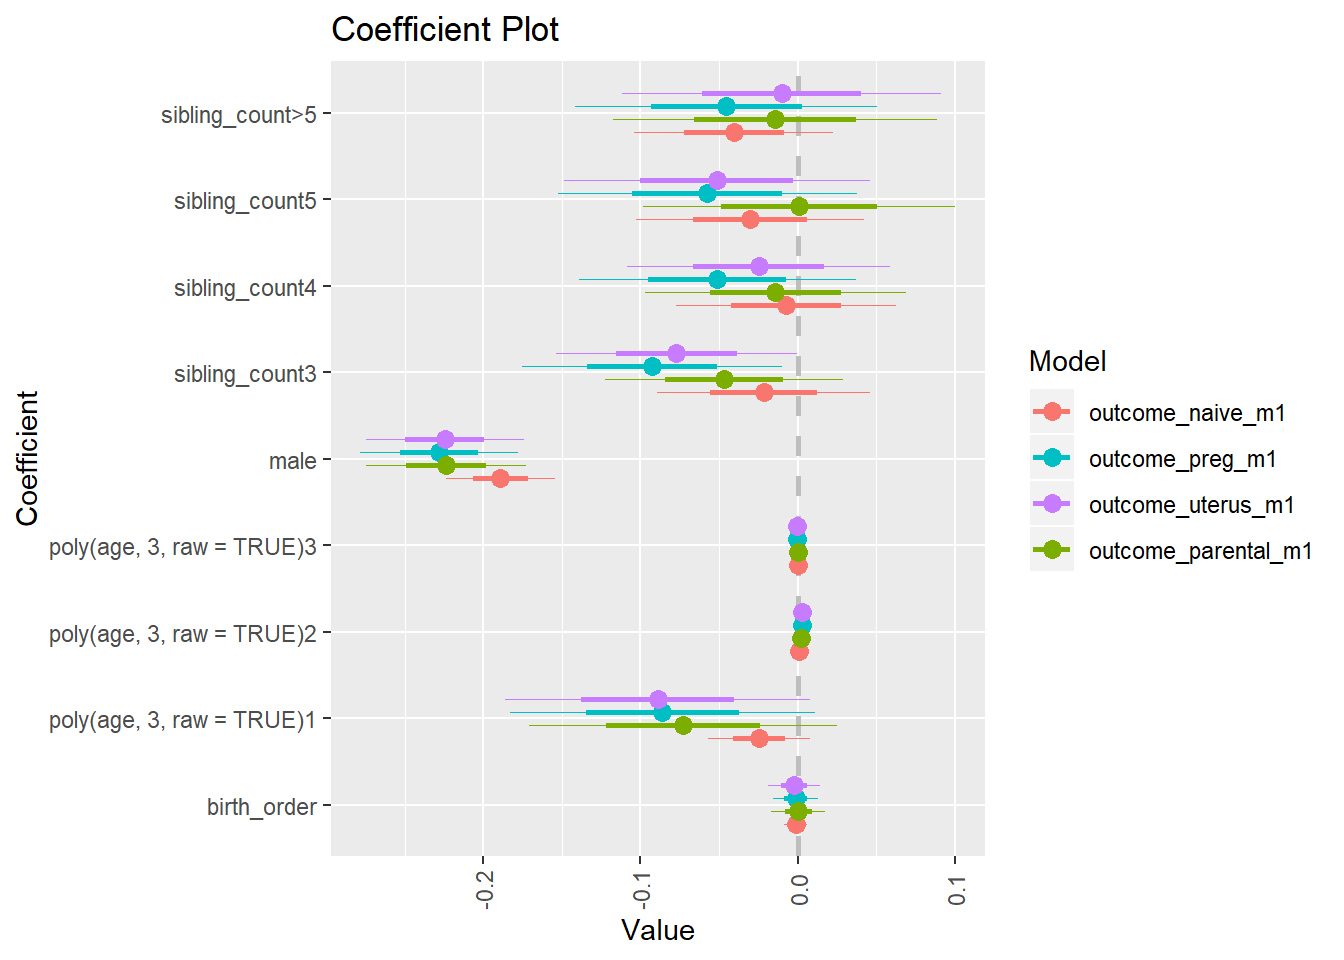 Coefficient Plot
sibling_count>5
sibling_count5
sibling_count4
sibling_count3
male
poly(age, 3, raw = TRUE)3
poly(age, 3, raw = TRUE)2
poly(age, 3, raw = TRUE)1
birth_order
Coefficient
-0.2
-0.1
0.0
0.1
Value
Model
outcome_naive_m1
outcome_preg_m1
outcome_uterus_m1
outcome_parental_m1